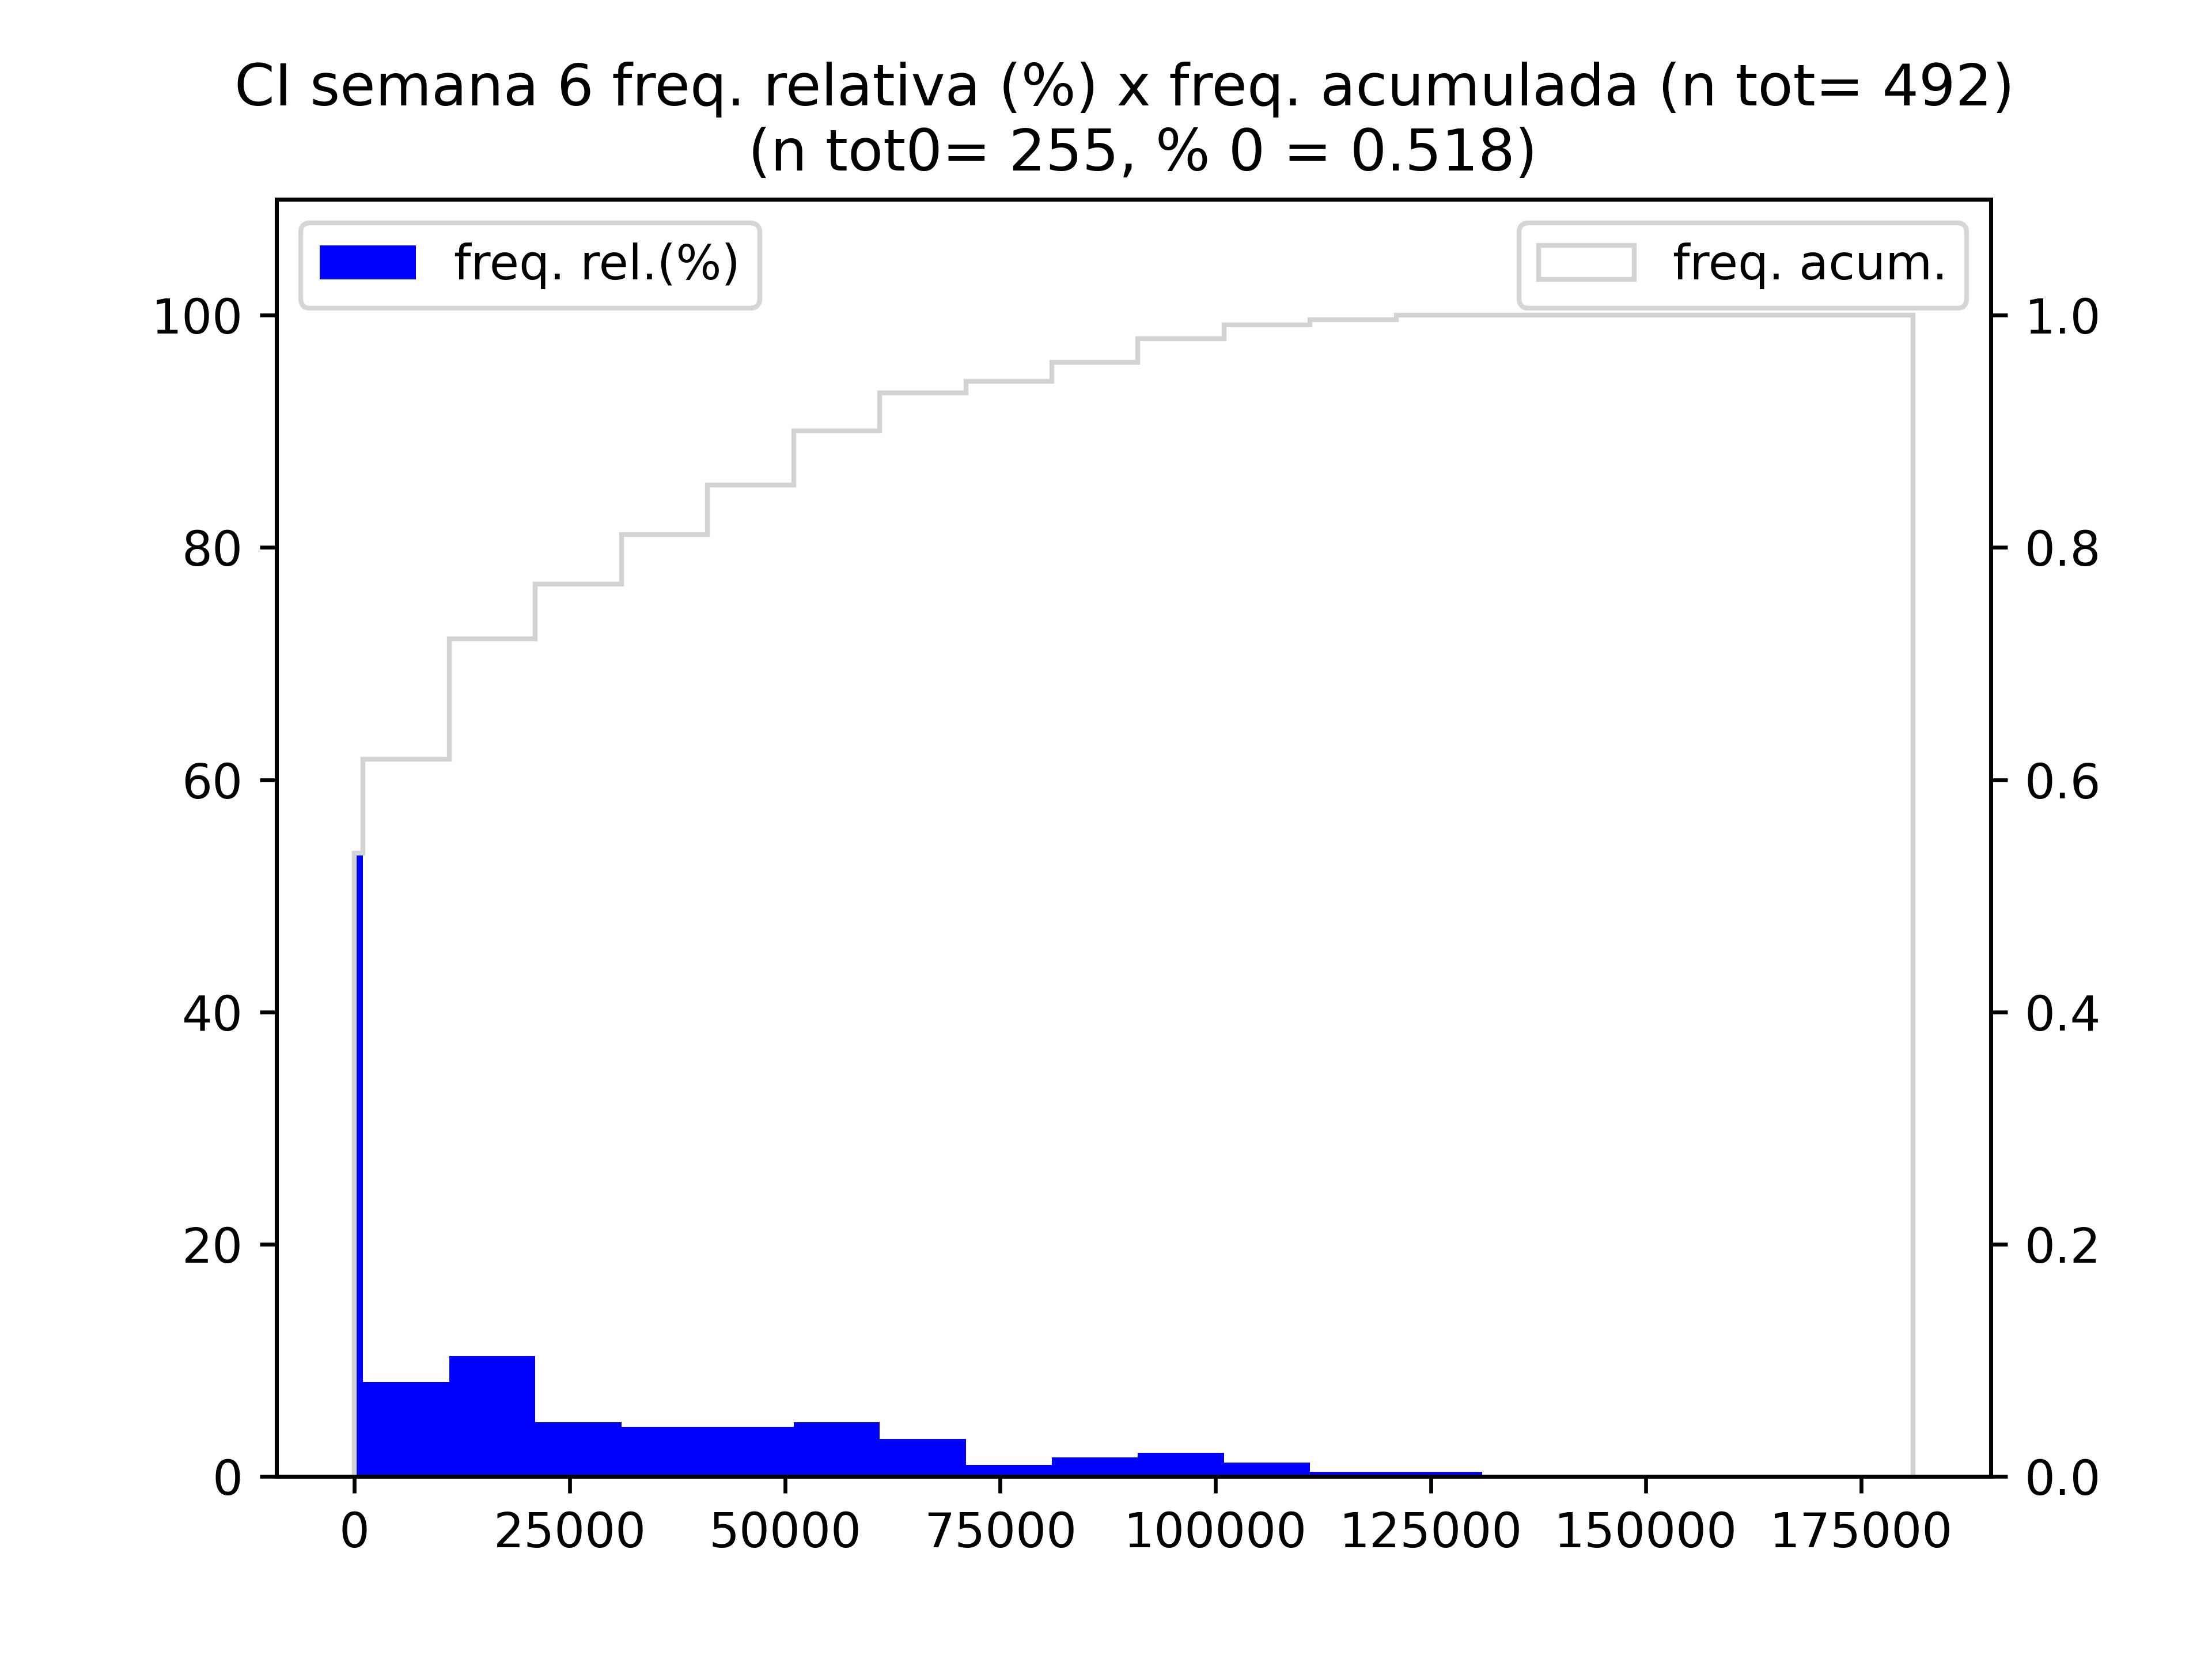 CI semana 6 freq. relativa (%) x freq. acumulada (n tot= 492)
(n tot0= 255, % 0 = 0.518)
freq. rel.(%)
freq. acum.
100
80
60
40
20
0
1.0
0.8
0.6
0.4
0.2
0.0
0 25000 50000 75000 100000 125000 150000 175000